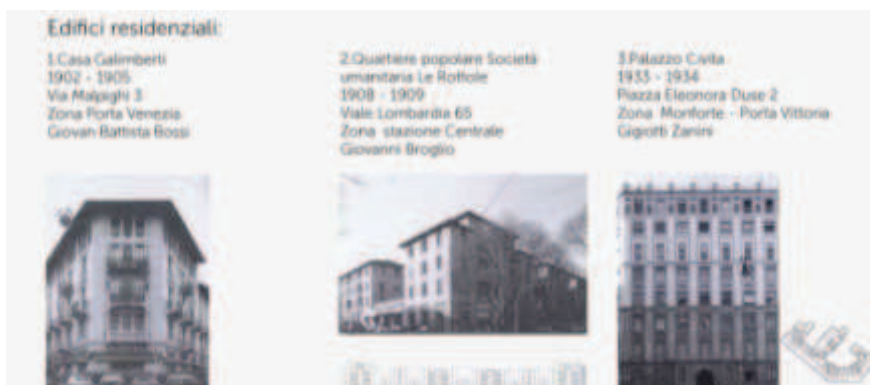 Edifici residenziali:
1.Casa Galimberti
1902 - 1905
Via Malpighi 3
Zona Porta Venezia
Giovan Battista Bossi
2.Quartiere popolare Società
umanitaria Le Rottole
1908 - 1909
Viale Lombardia 65
Zona stazione Centrale
Giovanni Broglio
3.Palazzo Civita
1933 - 1934
Piazza Eleonora Duse 2
Zona Monforte - Porta Vittoria
Gigiotti Zanini